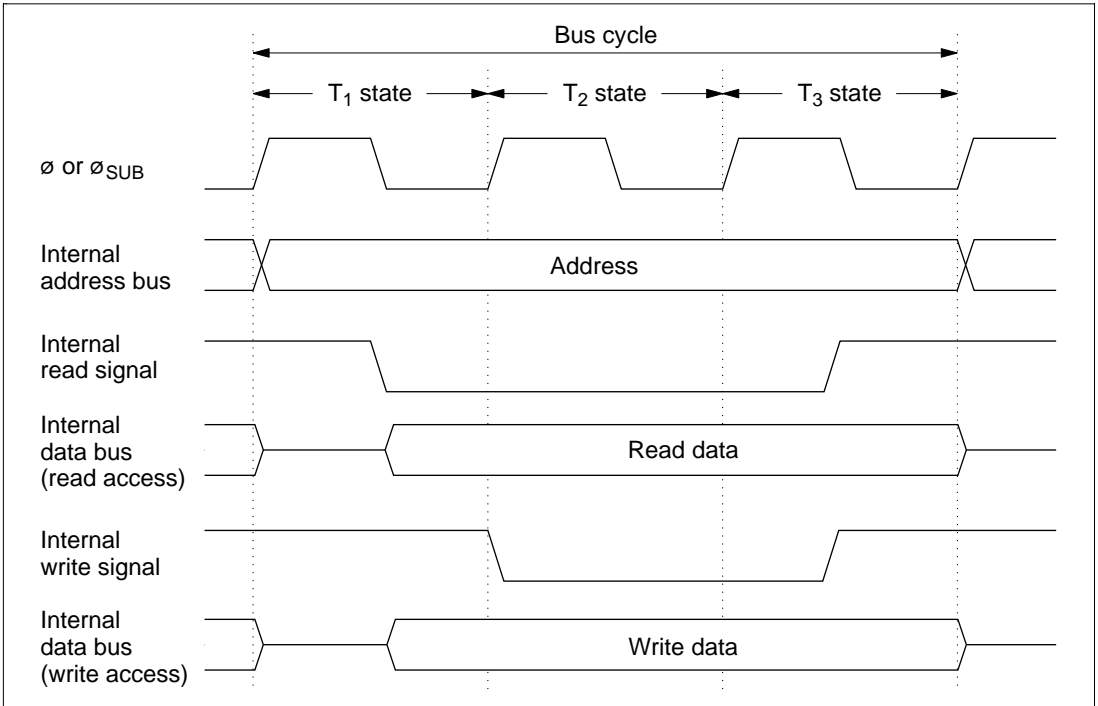 Bus cycle
T1 state
T2 state
T3 state
ø or øSUB
Internal
address bus
Address
Internal
read signal
Internal
data bus
(read access)
Read data
Internal
write signal
Internal
data bus
(write access)
Write data